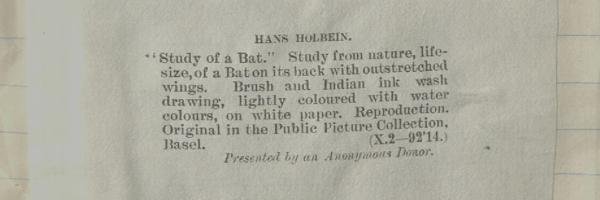 HANS HOLBEIN.
"Study of a Bat." Study from nature, life-
size, of a Bat on its back with outstretched
wings. Brush and Indian ink wash
drawing, lightly coloured with water
colours, on white paper. Reproduction.
Original in the Public Picture Collection,
Basel. (X.2—92'14.)
Presented by an Anonymous Donor.